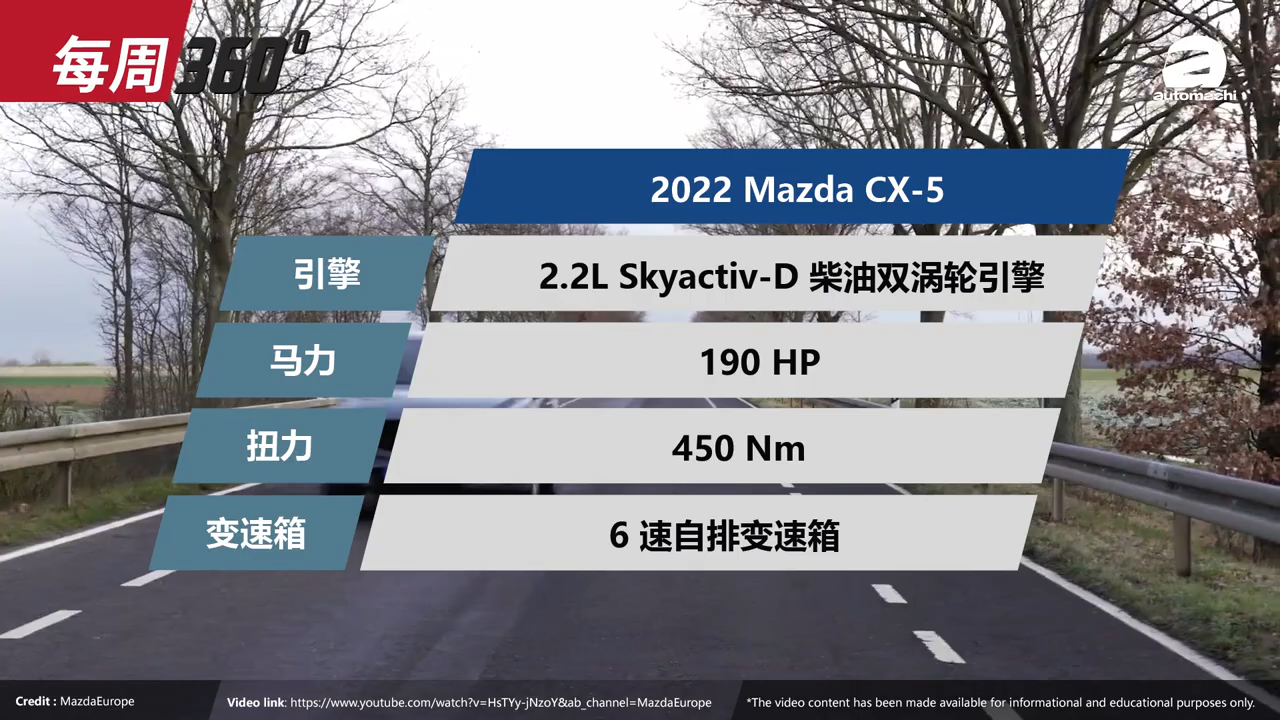 每周360°
automachi
2022 Mazda CX-5
引擎 2.2L Skyactiv-D 柴油双涡轮引擎
马力 190 HP
扭力 450 Nm
变速箱 6 速自排变速箱
Credit : MazdaEurope
Video link: https://www.youtube.com/watch?v=HsTYy-jNzoY&ab_channel=MazdaEurope
*The video content has been made available for informational and educational purposes only.